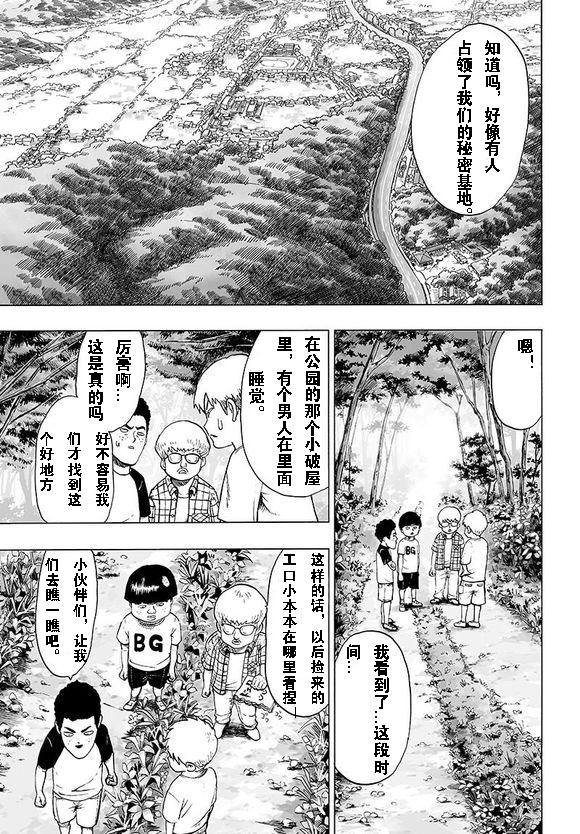 知道吗，好像有人
占领了我们的秘密基地。
嗯！
我看到了…这段时
间…
在公园的那个小破屋
里，有个男人在里面
睡觉。
厉害啊…
这是真的吗
好不容易我
们才找到这
个好地方
这样的话，以后捡来的
工口小本本在哪里看捏
BG
BG
小伙伴们，让我
们去瞧一瞧吧。